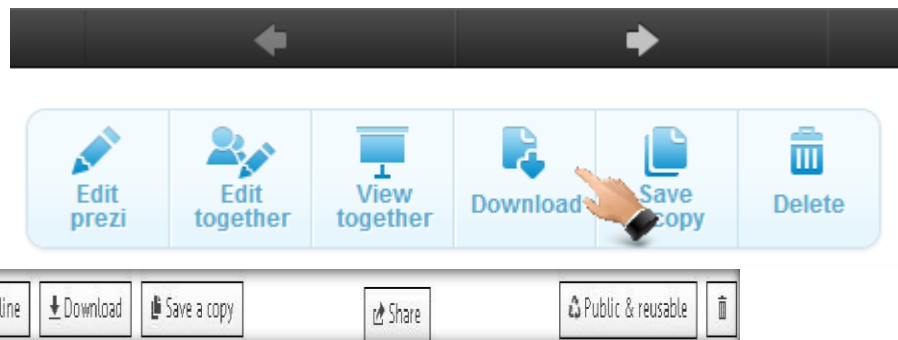 Edit prezi
Edit together
View together
Download
Save copy
Delete
line
Download
Save a copy
Share
Public & reusable